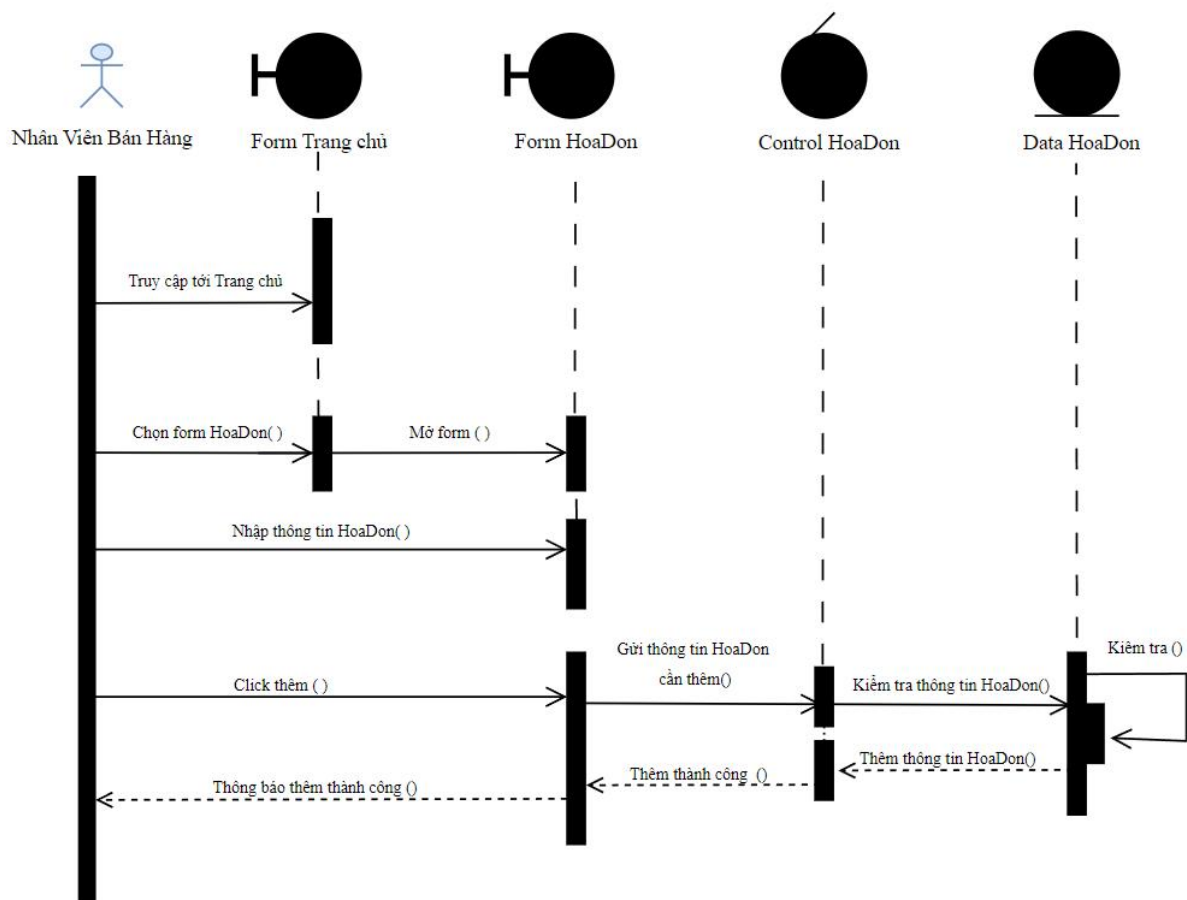 Nhân Viên Bán Hàng
Form Trang chủ
Form HoaDon
Control HoaDon
Data HoaDon
Truy cập tới Trang chủ
Chọn form HoaDon( )
Mở form ( )
Nhập thông tin HoaDon( )
Click thêm ( )
Gửi thông tin HoaDon
cần thêm()
Kiểm tra thông tin HoaDon()
Kiêm tra ()
Thêm thông tin HoaDon()
Thêm thành công ()
Thông báo thêm thành công ()